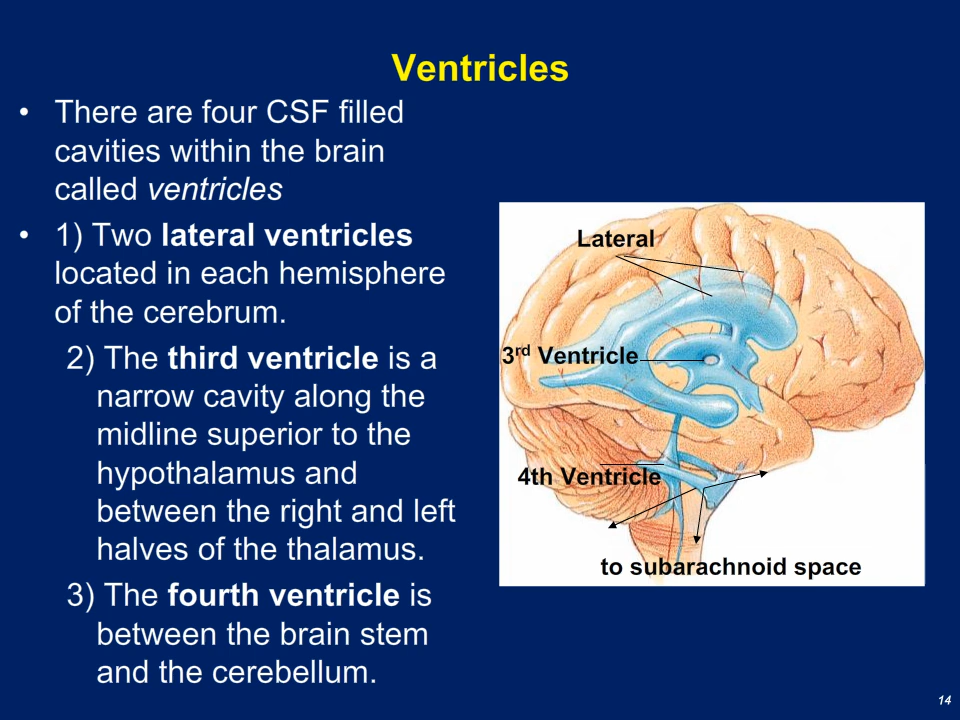 Ventricles
• There are four CSF filled
cavities within the brain
called ventricles
• 1) Two lateral ventricles
located in each hemisphere
of the cerebrum.
2) The third ventricle is a
narrow cavity along the
midline superior to the
hypothalamus and
between the right and left
halves of the thalamus.
3) The fourth ventricle is
between the brain stem
and the cerebellum.
Lateral
3rd Ventricle
4th Ventricle
to subarachnoid space
14